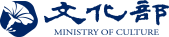 文化部
MINISTRY OF CULTURE